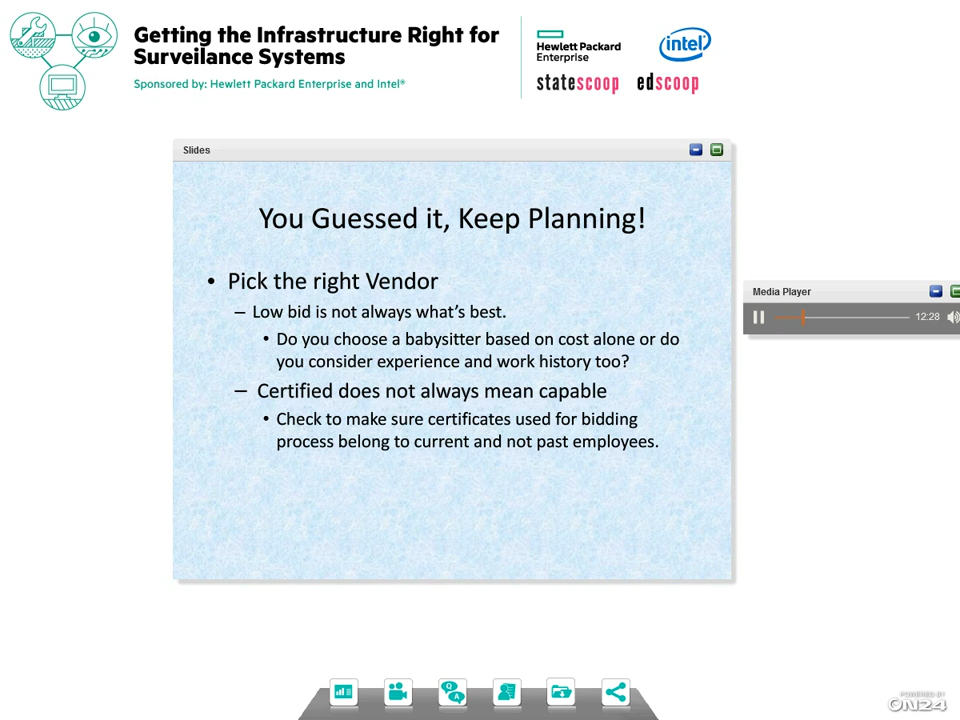 Getting the Infrastructure Right for
Surveilance Systems
Sponsored by: Hewlett Packard Enterprise and Intel®
Hewlett Packard
Enterprise
intel®
statescoop edscoop
Slides
You Guessed it, Keep Planning!
• Pick the right Vendor
– Low bid is not always what's best.
• Do you choose a babysitter based on cost alone or do
you consider experience and work history too?
– Certified does not always mean capable
• Check to make sure certificates used for bidding
process belong to current and not past employees.
Media Player
12:28
Q
A
POWERED BY
ON24